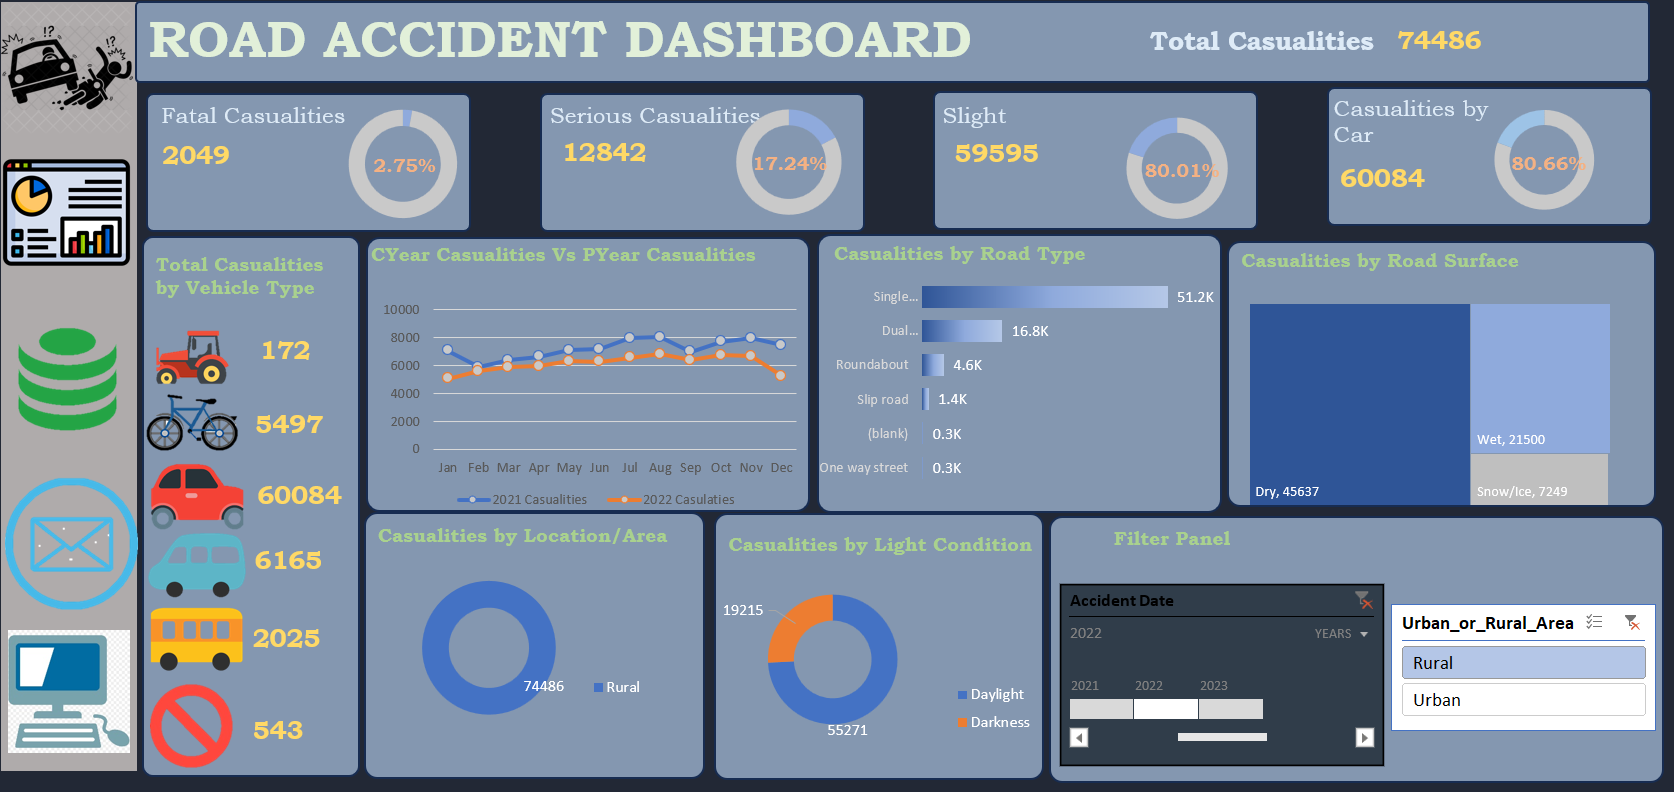 ROAD ACCIDENT DASHBOARD
Total Casualities 74486
!?
!?
Fatal Casualities
2049
2.75%
Serious Casualities
12842
17.24%
Slight
59595
80.01%
Casualities by
Car
60084
80.66%
Total Casualities
by Vehicle Type
172
5497
60084
6165
2025
543
CYear Casualities Vs PYear Casualities
10000
8000
6000
4000
2000
0
Jan Feb Mar Apr May Jun Jul Aug Sep Oct Nov Dec
2021 Casualities 2022 Casulaties
Casualities by Road Type
Single... 51.2K
Dual... 16.8K
Roundabout 4.6K
Slip road 1.4K
(blank) 0.3K
One way street 0.3K
Casualities by Road Surface
Dry, 45637
Wet, 21500
Snow/Ice, 7249
Casualities by Location/Area
74486
Rural
Casualities by Light Condition
19215
55271
Daylight
Darkness
Filter Panel
Accident Date
2022 YEARS
2021 2022 2023
Urban_or_Rural_Area
Rural
Urban